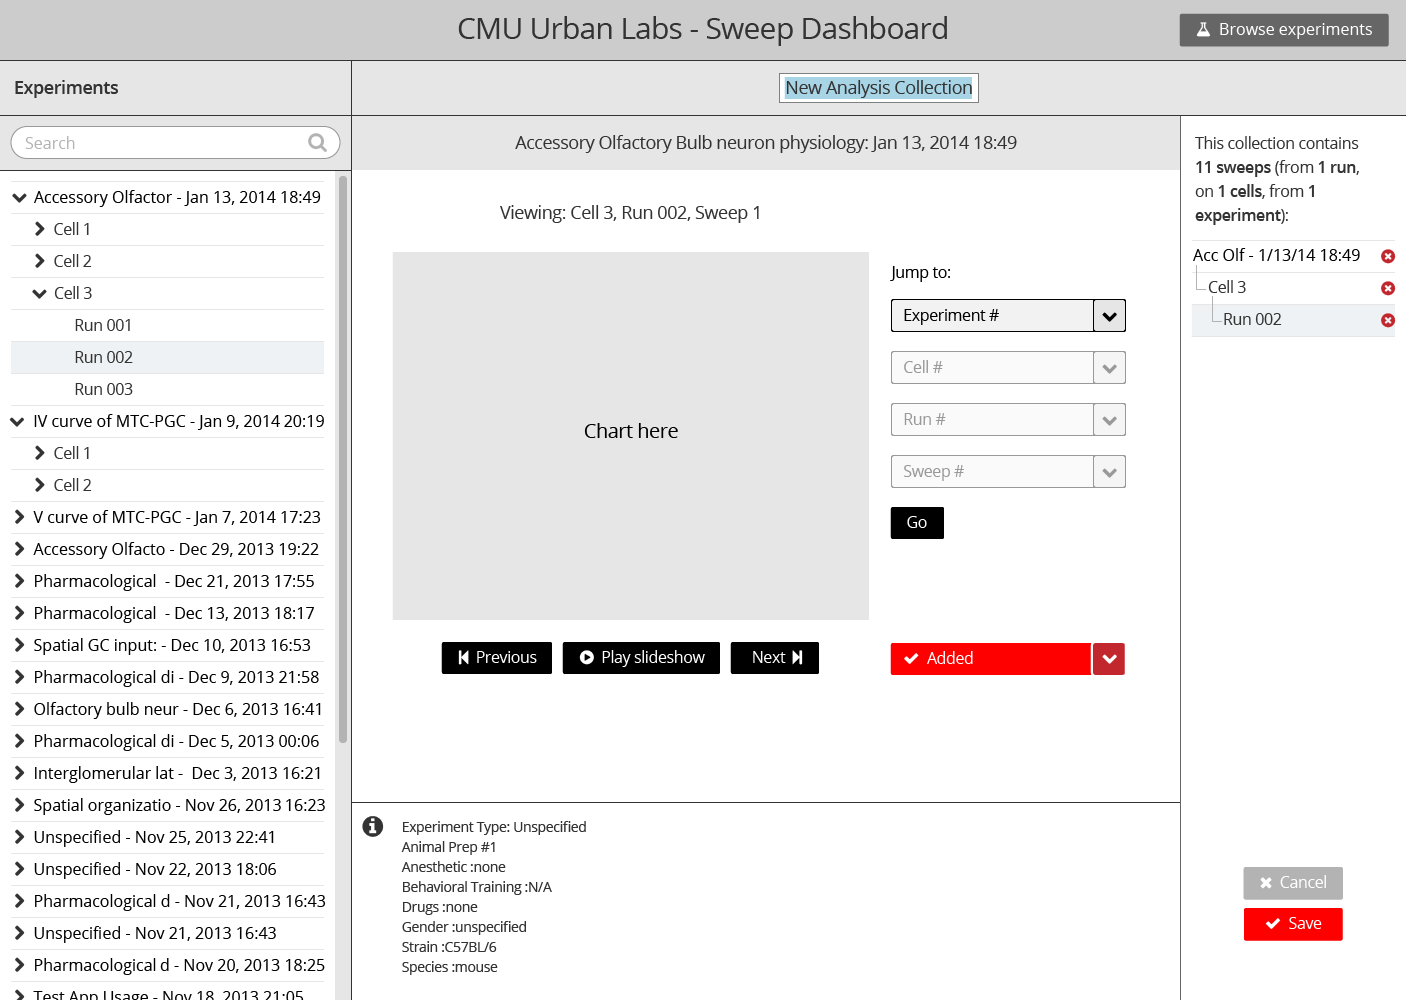 CMU Urban Labs - Sweep Dashboard
Browse experiments
Experiments
New Analysis Collection
Search
Accessory Olfactor - Jan 13, 2014 18:49
Cell 1
Cell 2
Cell 3
Run 001
Run 002
Run 003
IV curve of MTC-PGC - Jan 9, 2014 20:19
Cell 1
Cell 2
V curve of MTC-PGC - Jan 7, 2014 17:23
Accessory Olfacto - Dec 29, 2013 19:22
Pharmacological - Dec 21, 2013 17:55
Pharmacological - Dec 13, 2013 18:17
Spatial GC input: - Dec 10, 2013 16:53
Pharmacological di - Dec 9, 2013 21:58
Olfactory bulb neur - Dec 6, 2013 16:41
Pharmacological di - Dec 5, 2013 00:06
Interglomerular lat - Dec 3, 2013 16:21
Spatial organizatio - Nov 26, 2013 16:23
Unspecified - Nov 25, 2013 22:41
Unspecified - Nov 22, 2013 18:06
Pharmacological d - Nov 21, 2013 16:43
Unspecified - Nov 21, 2013 16:43
Pharmacological d - Nov 20, 2013 18:25
Test App Usage - Nov 18, 2013 21:05
Accessory Olfactory Bulb neuron physiology: Jan 13, 2014 18:49
Viewing: Cell 3, Run 002, Sweep 1
Chart here
Previous
Play slideshow
Next
Jump to:
Experiment #
Cell #
Run #
Sweep #
Go
Added
Experiment Type: Unspecified
Animal Prep #1
Anesthetic :none
Behavioral Training :N/A
Drugs :none
Gender :unspecified
Strain :C57BL/6
Species :mouse
This collection contains
11 sweeps (from 1 run,
on 1 cells, from 1
experiment):
Acc Olf - 1/13/14 18:49
Cell 3
Run 002
Cancel
Save